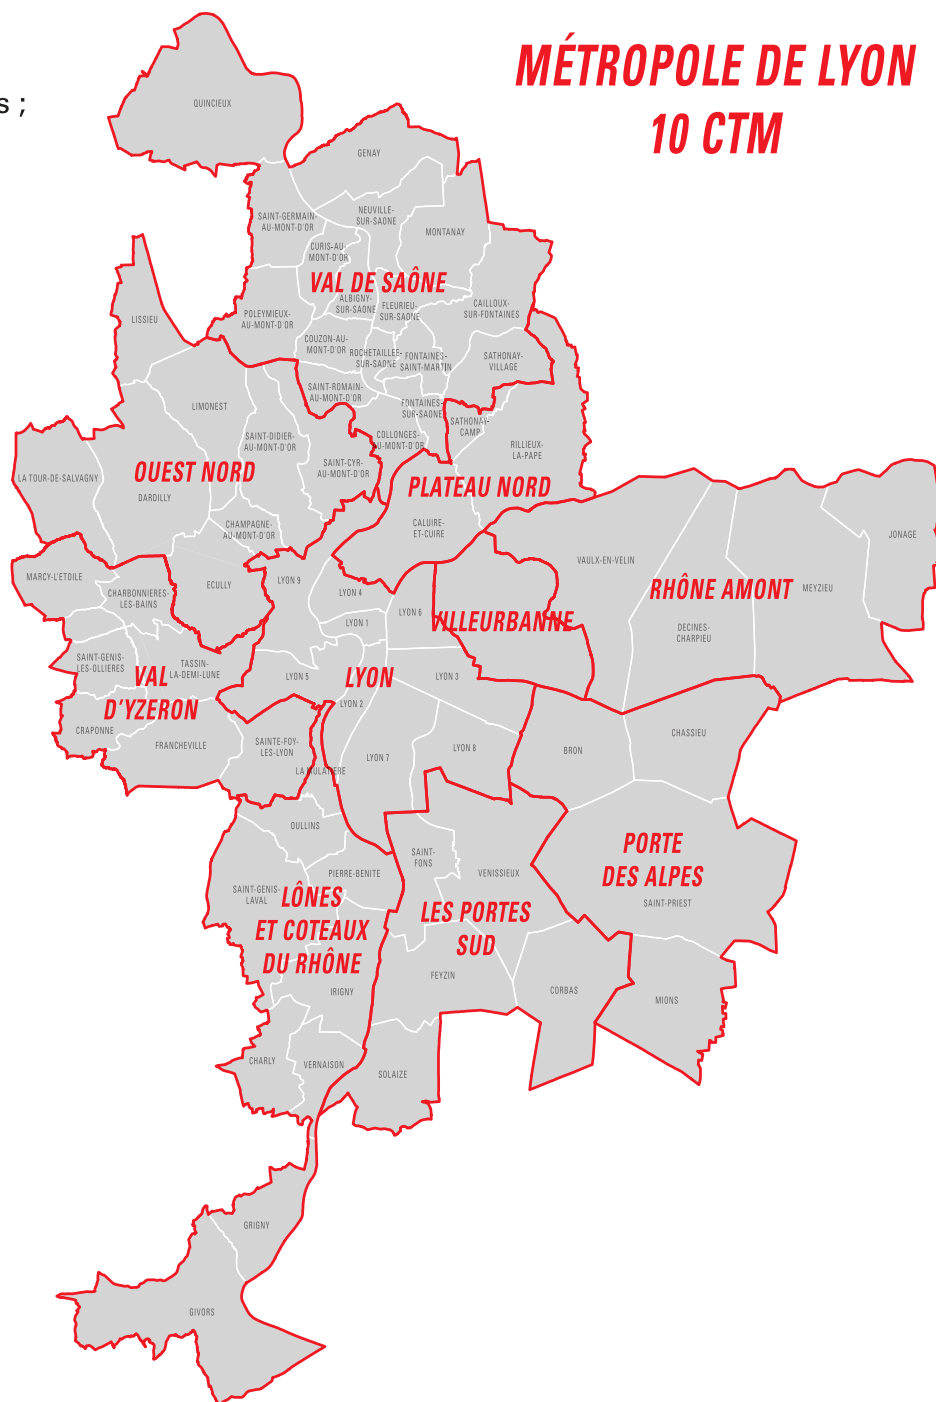 s ;
MÉTROPOLE DE LYON
10 CTM
QUINCIEUX
GENAY
SAINT-GERMAIN-
AU-MONT-D'OR
NEUVILLE-
SUR-SAONE
MONTANAY
CURIS-AU-
MONT-D'OR
VAL DE SAÔNE
ALBIGNY-
SUR-SAONE
FLEURIEU-
SUR-SAONE
CAILLOUX-
SUR-FONTAINES
POLEYMIEUX-
AU-MONT-D'OR
LISSIEU
COUZON-AU-
MONT-D'OR
ROCHETAILLEE-
SUR-SAONE
FONTAINES-
SAINT-MARTIN
SATHONAY-
VILLAGE
SAINT-ROMAIN-
AU-MONT-D'OR
LIMONEST
FONTAINES-
SUR-SAONE
SATHONAY-
CAMP
SAINT-DIDIER-
AU-MONT-D'OR
COLLONGES-
AU-MONT-D'OR
RILLIEUX-
LA-PAPE
OUEST NORD
SAINT-CYR-
AU-MONT-D'OR
LA TOUR-DE-SALVAGNY
DARDILLY
PLATEAU NORD
CHAMPAGNE-
AU-MONT-D'OR
CALUIRE-
ET-CUIRE
JONAGE
VAULX-EN-VELIN
MARCY-L'ETOILE
ECULLY
LYON 9
CHARBONNIERES-
LES-BAINS
LYON 4
RHÔNE AMONT
MEYZIEU
LYON 6
LYON 1
VILLEURBANNE
DECINES-
CHARPIEU
SAINT-GENIS-
LES-OLLIERES
TASSIN-
LA-DEMI-LUNE
VAL
D'YZERON
LYON 5
LYON
LYON 3
LYON 2
CRAPONNE
FRANCHEVILLE
SAINTE-FOY-
LES-LYON
LYON 7
LYON 8
BRON
CHASSIEU
LA MULATIERE
OULLINS
SAINT-
FONS
PORTE
DES ALPES
PIERRE-BENITE
VENISSIEUX
SAINT-GENIS-
LAVAL
LÔNES
ET COTEAUX
DU RHÔNE
LES PORTES
SUD
SAINT-PRIEST
FEYZIN
IRIGNY
CORBAS
MIONS
CHARLY
VERNAISON
SOLAIZE
GRIGNY
GIVORS